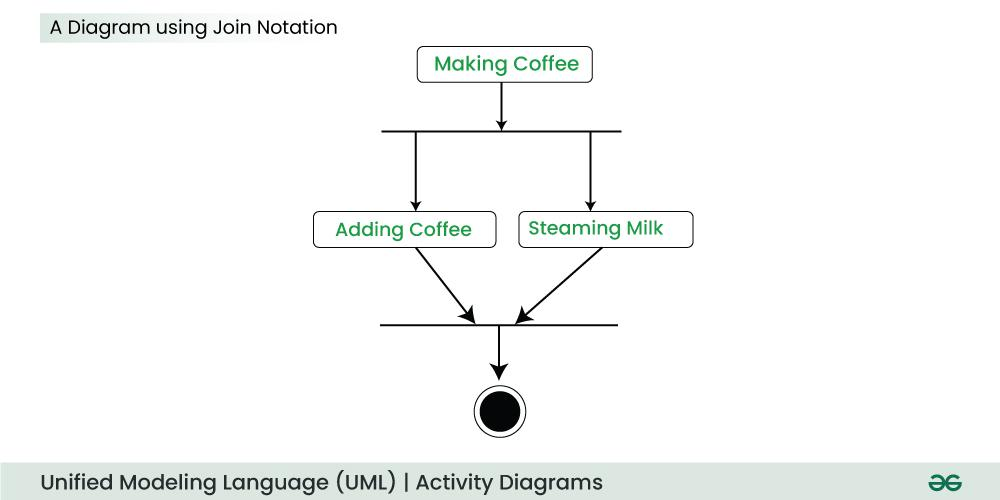 A Diagram using Join Notation
Making Coffee
Adding Coffee
Steaming Milk
Unified Modeling Language (UML) | Activity Diagrams